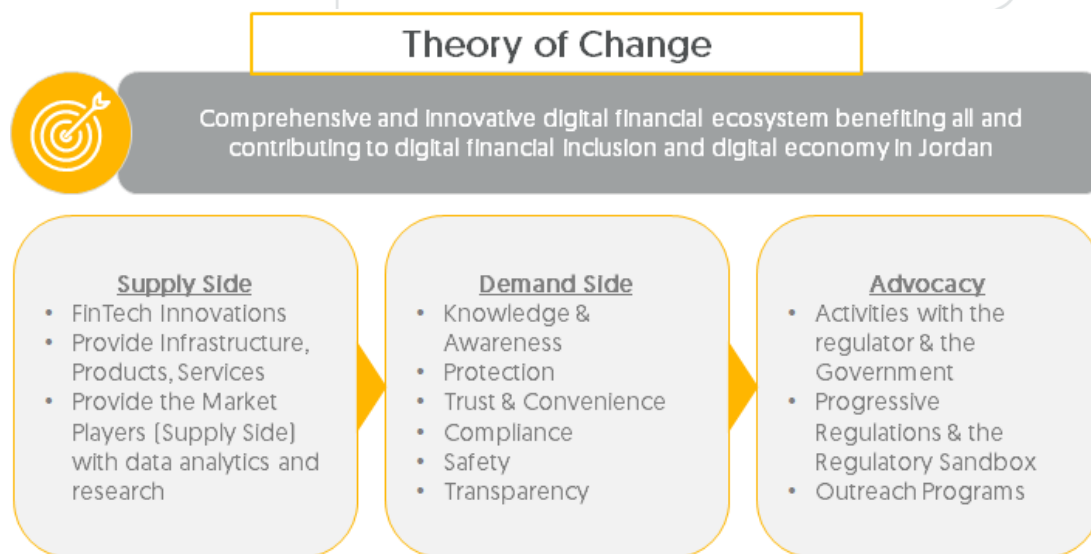 Theory of Change
Comprehensive and innovative digital financial ecosystem benefiting all and
contributing to digital financial inclusion and digital economy in Jordan
Supply Side
• FinTech Innovations
• Provide Infrastructure,
Products, Services
• Provide the Market
Players (Supply Side)
with data analytics and
research
Demand Side
• Knowledge &
Awareness
• Protection
• Trust & Convenience
• Compliance
• Safety
• Transparency
Advocacy
• Activities with the
regulator & the
Government
• Progressive
Regulations & the
Regulatory Sandbox
• Outreach Programs